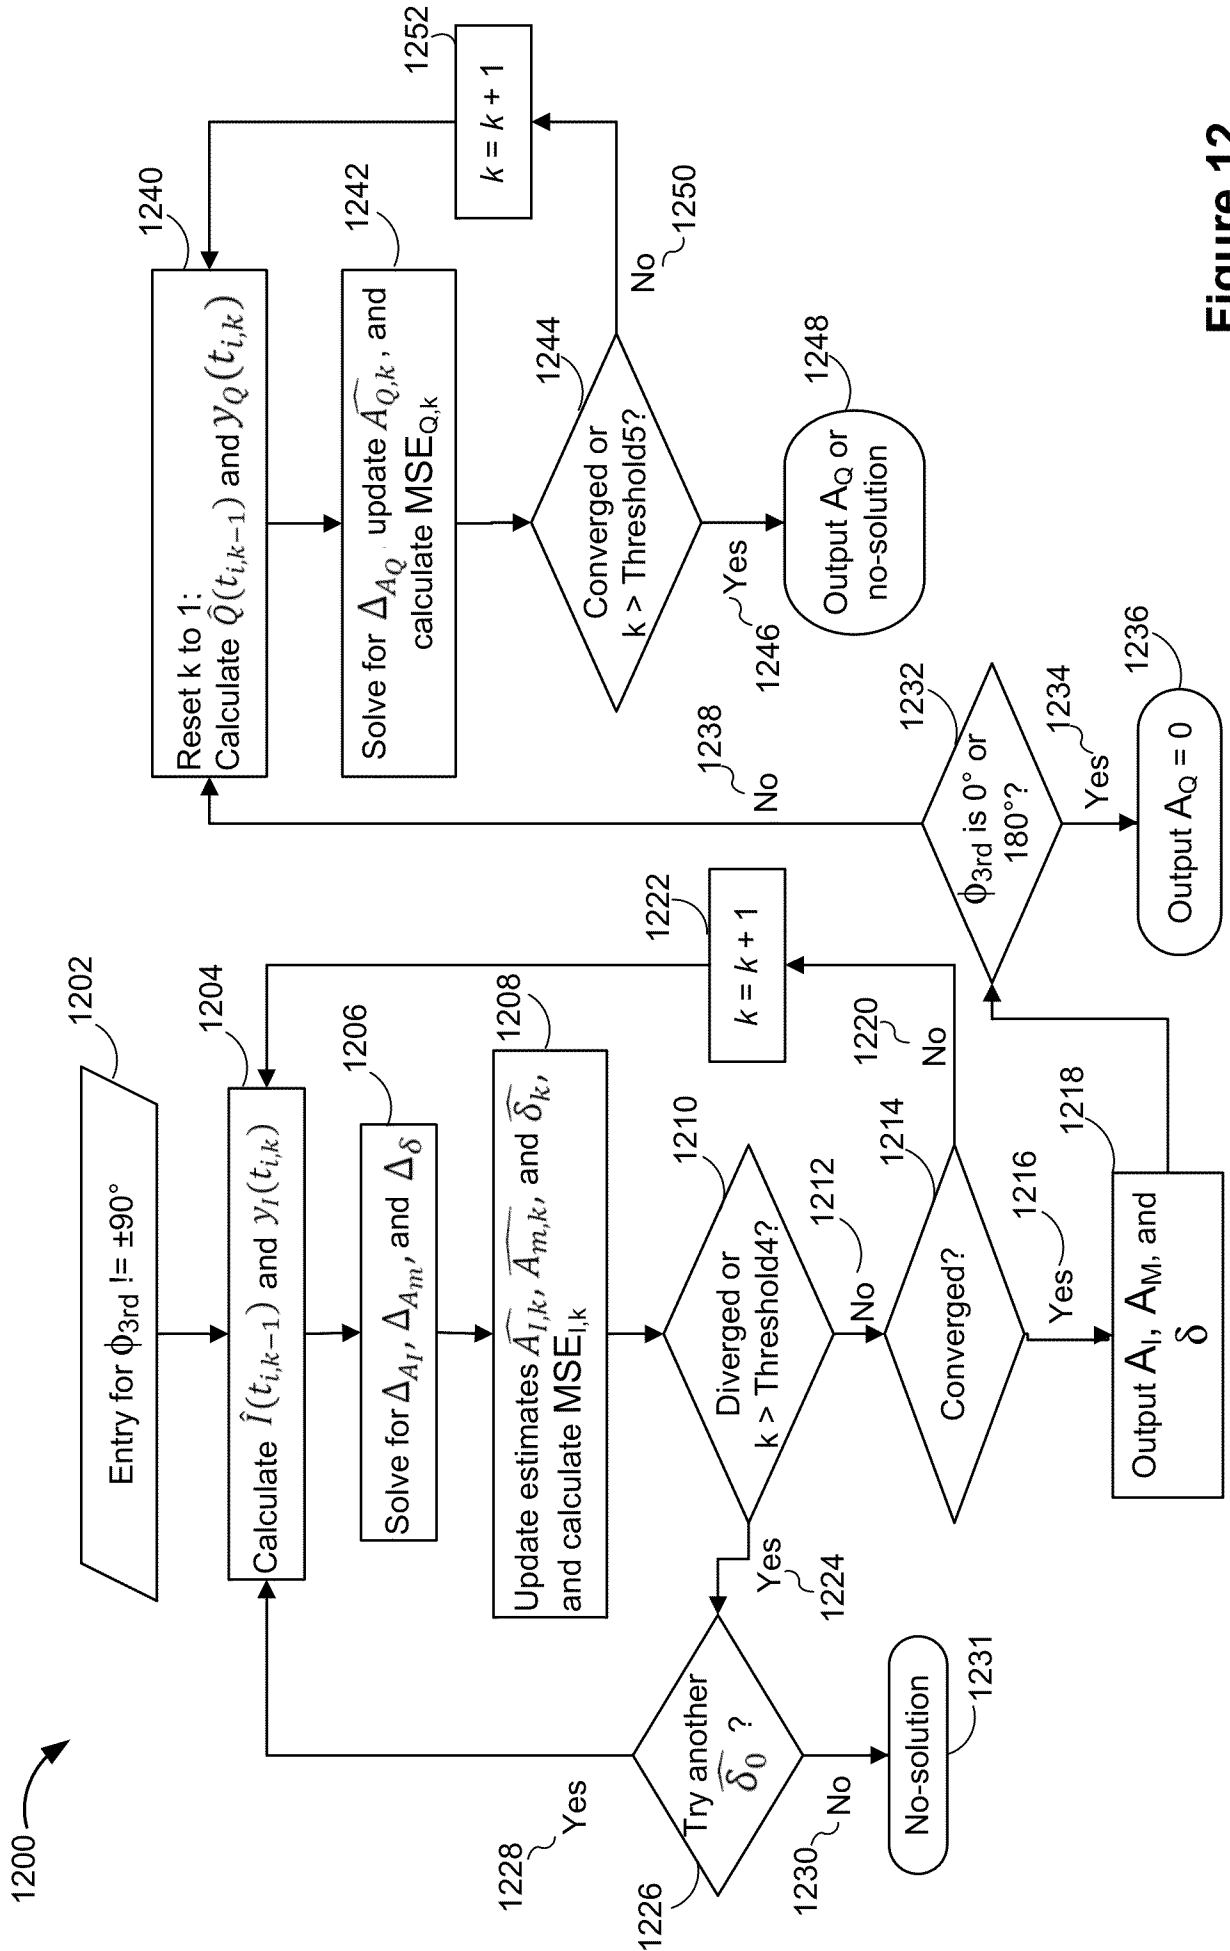 1200
Entry for ϕ3rd != ±90°
1202
Calculate Î(ti,k−1) and yI(ti,k)
1204
Solve for ΔAI, ΔAm, and Δδ
1206
Update estimates ÂI,k, Âm,k, and δ̂k,
and calculate MSEI,k
1208
Diverged or
k > Threshold4?
1210
No
1212
Converged?
1214
Yes
1216
Output AI, AM, and
δ
1218
No
1220
k = k + 1
1222
Yes
1224
Try another
δ̂0 ?
1226
Yes
1228
No
1230
No-solution
1231
ϕ3rd is 0° or
180°?
1232
Yes
1234
Output AQ = 0
1236
No
1238
Reset k to 1:
Calculate Q̂(ti,k−1) and yQ(ti,k)
1240
Solve for ΔAQ, update ÂQ,k, and
calculate MSEQ,k
1242
Converged or
k > Threshold5?
1244
Yes
1246
Output AQ or
no-solution
1248
No
1250
k = k + 1
1252
Figure 12